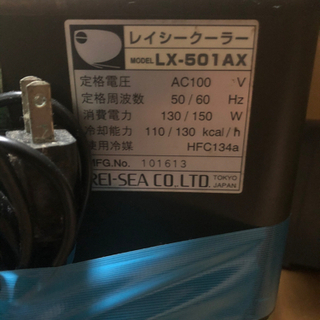 レイシークーラー
MODEL LX-501AX
定格電圧 AC100 V
定格周波数 50/60 Hz
消費電力 130/150 W
冷却能力 110/130 kcal/h
使用冷媒 HFC134a
MFG.No. 101613
REI-SEA CO.,LTD. TOKYO JAPAN